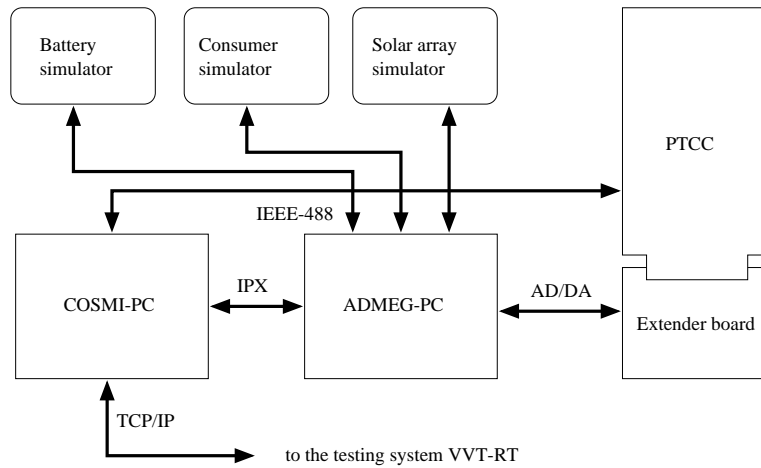 Battery
simulator
Consumer
simulator
Solar array
simulator
PTCC
IEEE-488
COSMI-PC
IPX
ADMEG-PC
AD/DA
Extender board
TCP/IP
to the testing system VVT-RT